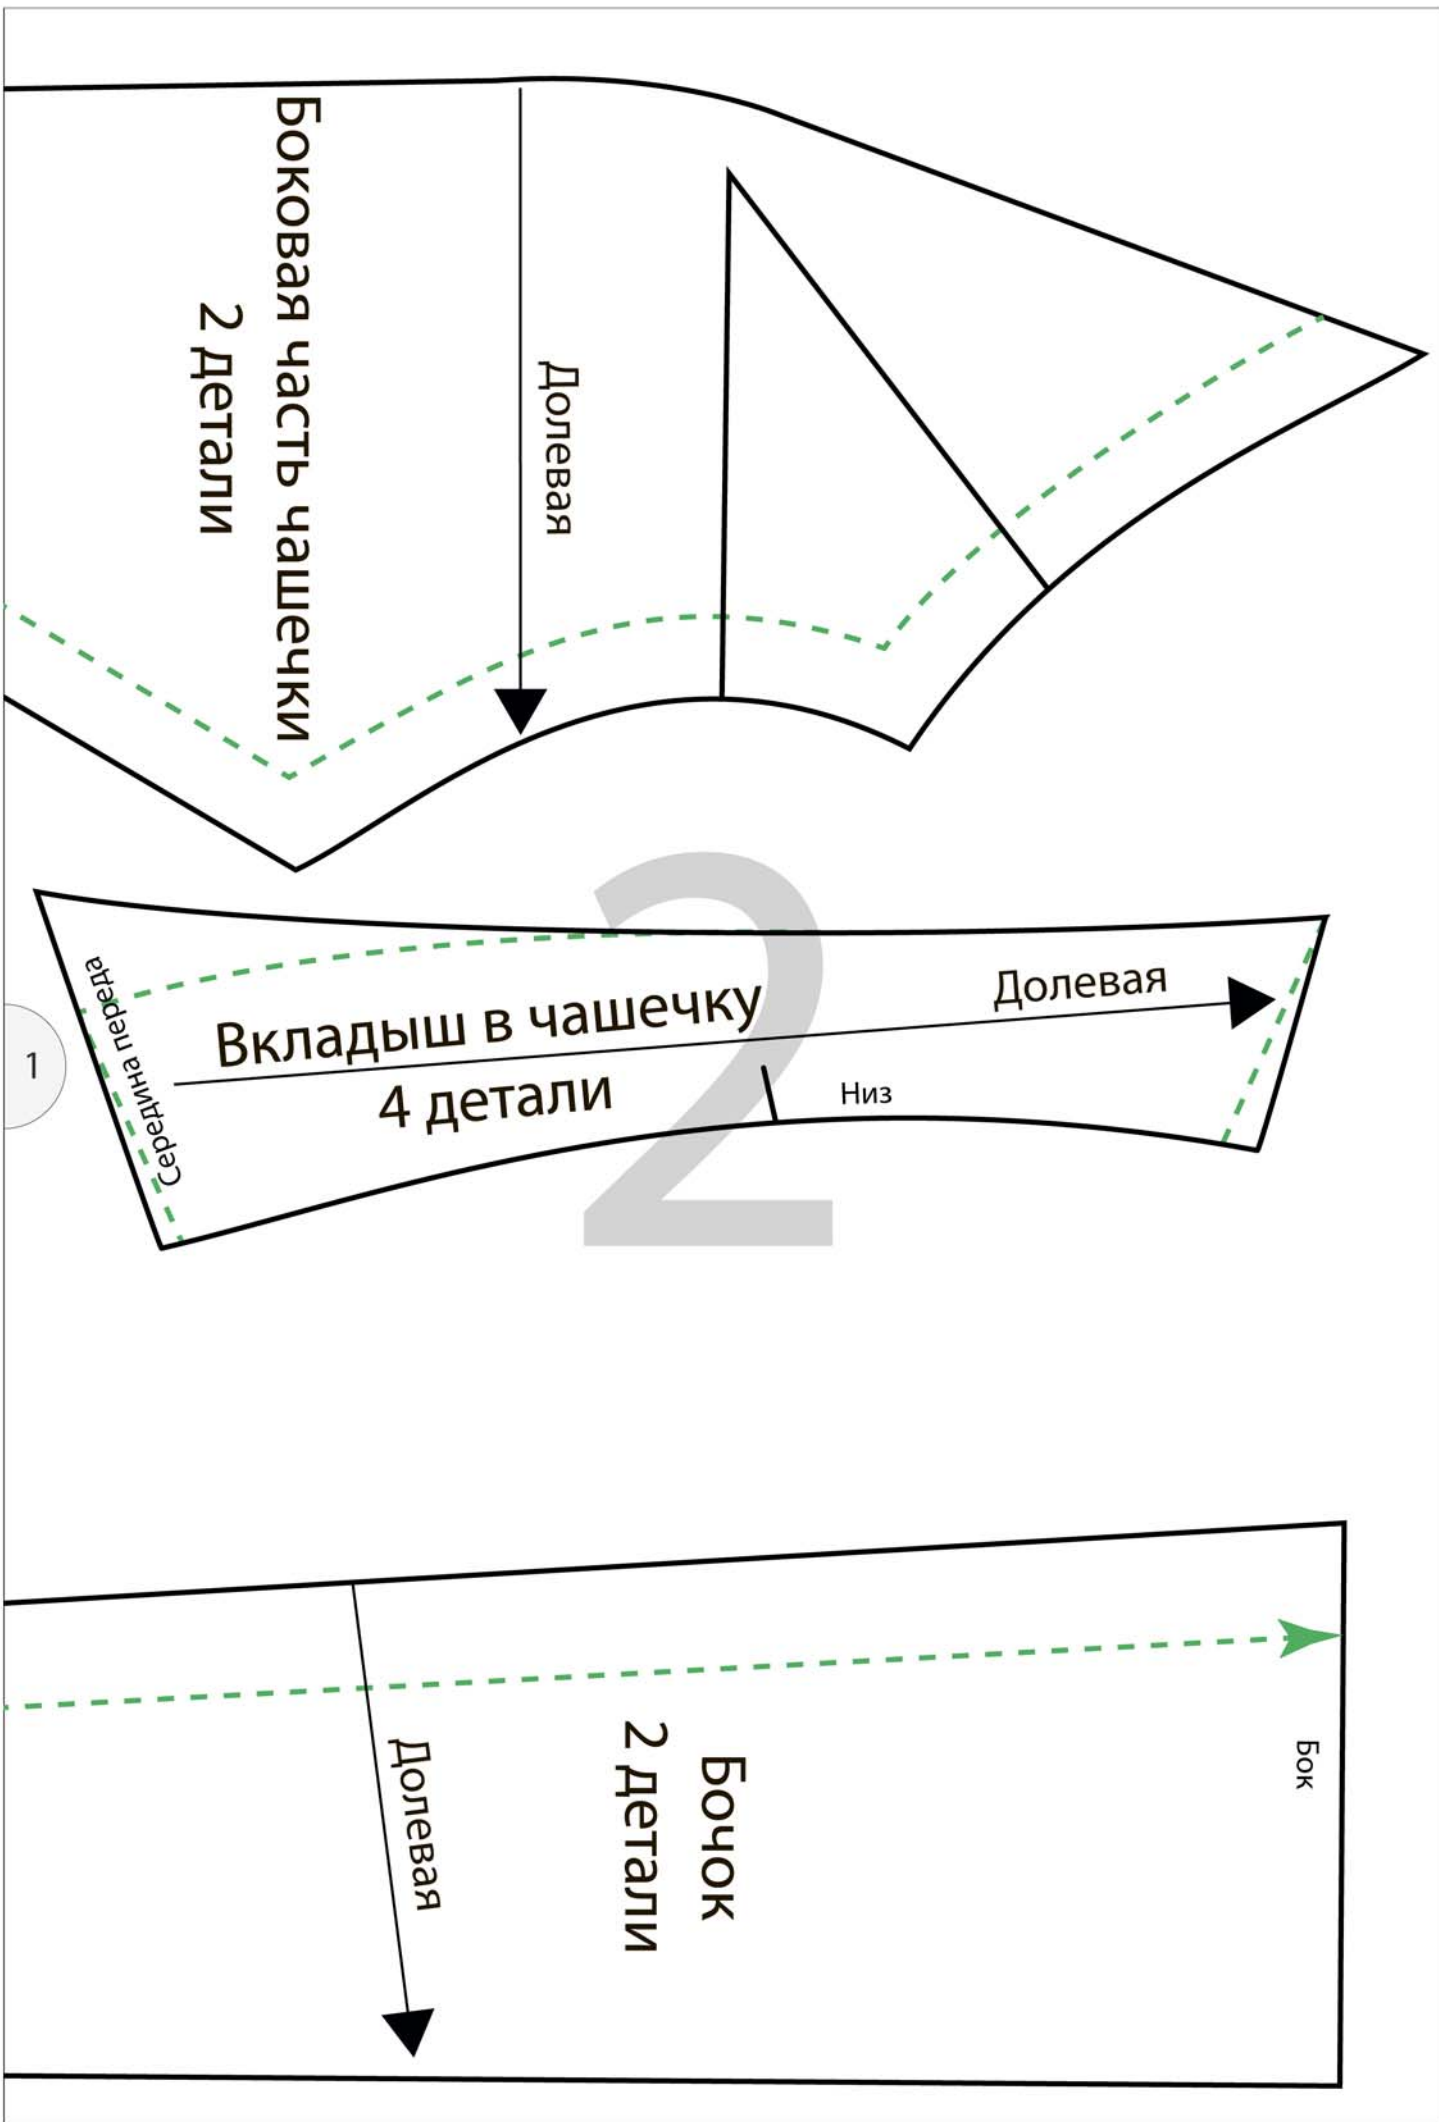 Боковая часть чашечки
2 детали
Долевая
2
Середина переда
Вкладыш в чашечку
4 детали
Долевая
Низ
1
Бочок
2 детали
Долевая
Бок